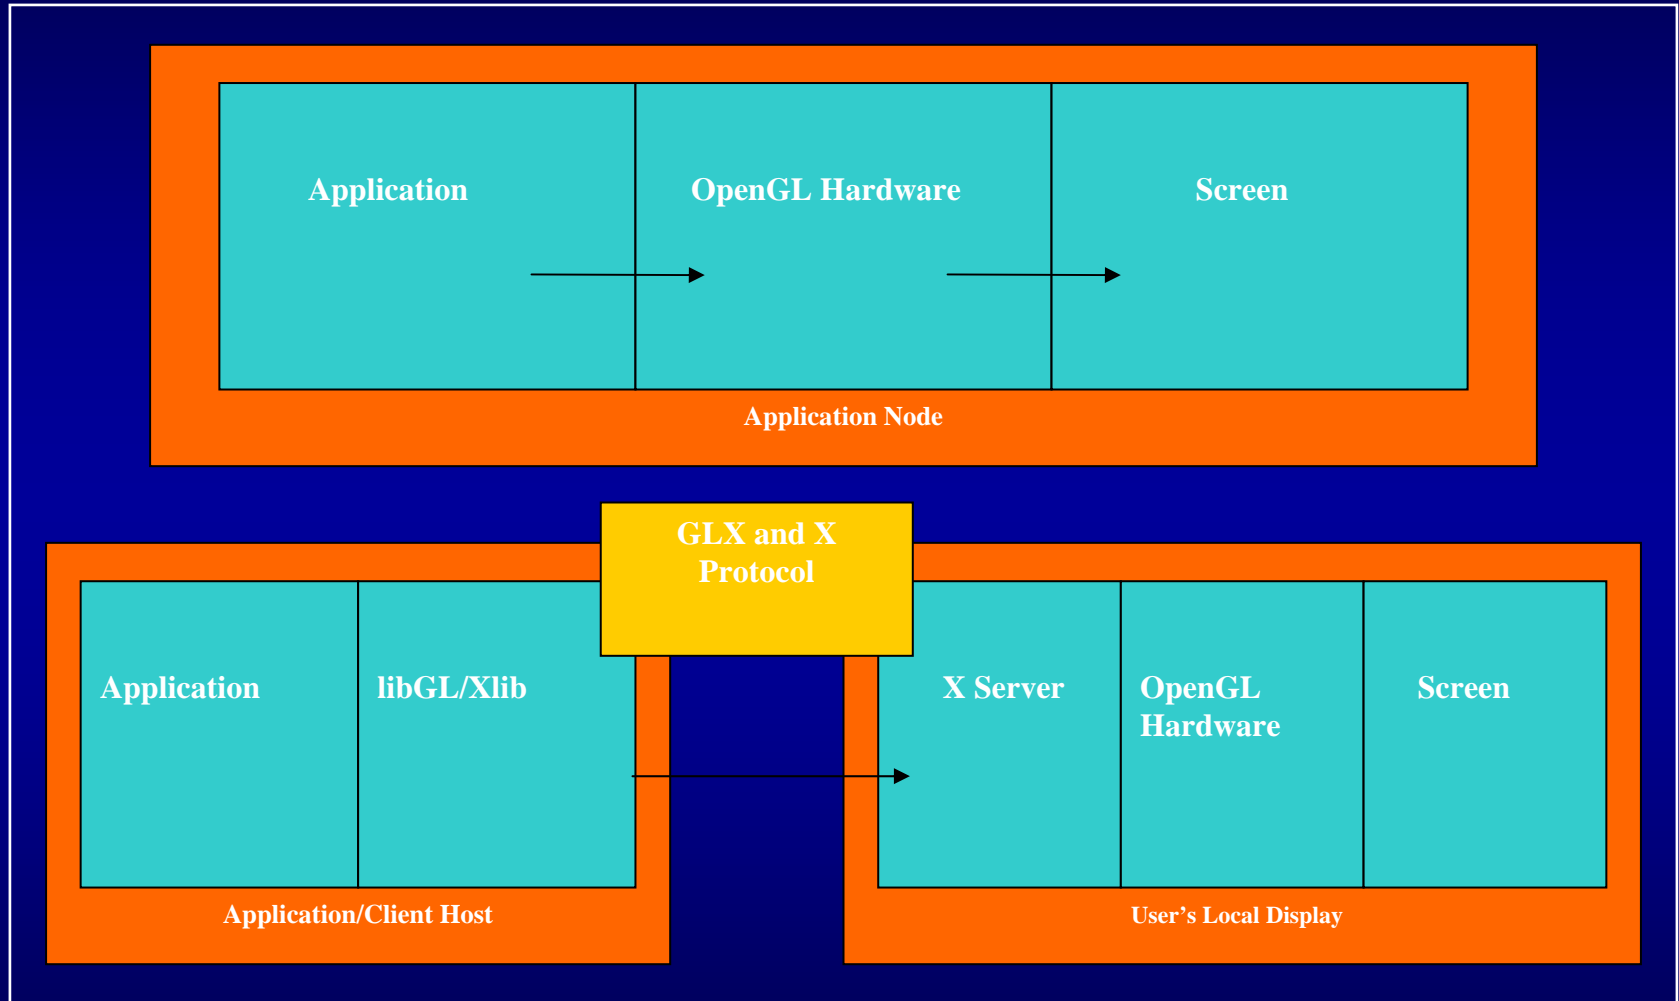 Application
OpenGL Hardware
Screen
Application Node
GLX and X
Protocol
Application
libGL/Xlib
X Server
OpenGL
Hardware
Screen
Application/Client Host
User’s Local Display